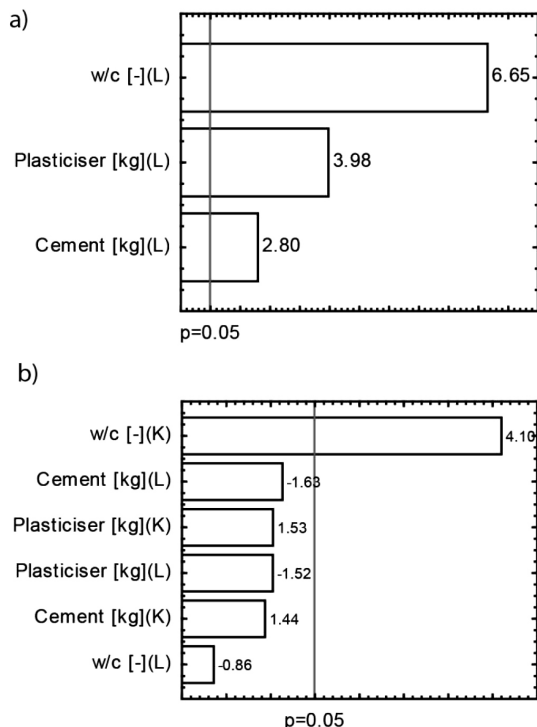 a)
w/c [-](L)
6.65
Plasticiser [kg](L)
3.98
Cement [kg](L)
2.80
p=0.05
b)
w/c [-](K)
4.10
Cement [kg](L)
-1.63
Plasticiser [kg](K)
1.53
Plasticiser [kg](L)
-1.52
Cement [kg](K)
1.44
w/c [-](L)
-0.86
p=0.05